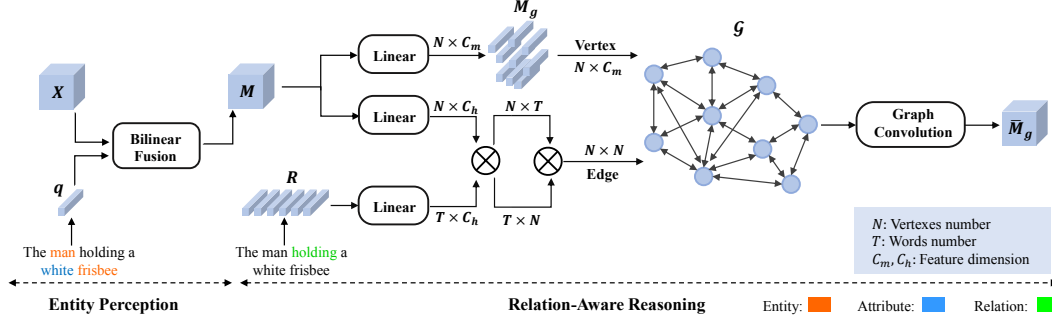 X
q
The man holding a
white frisbee
Bilinear
Fusion
M
R
The man holding a
white frisbee
Linear
Linear
Linear
N × C_m
N × C_h
T × C_h
M_g
N × T
T × N
Vertex
N × C_m
N × N
Edge
G
Graph
Convolution
M̄_g
N: Vertexes number
T: Words number
C_m, C_h: Feature dimension
Entity Perception
Relation-Aware Reasoning
Entity:
Attribute:
Relation: